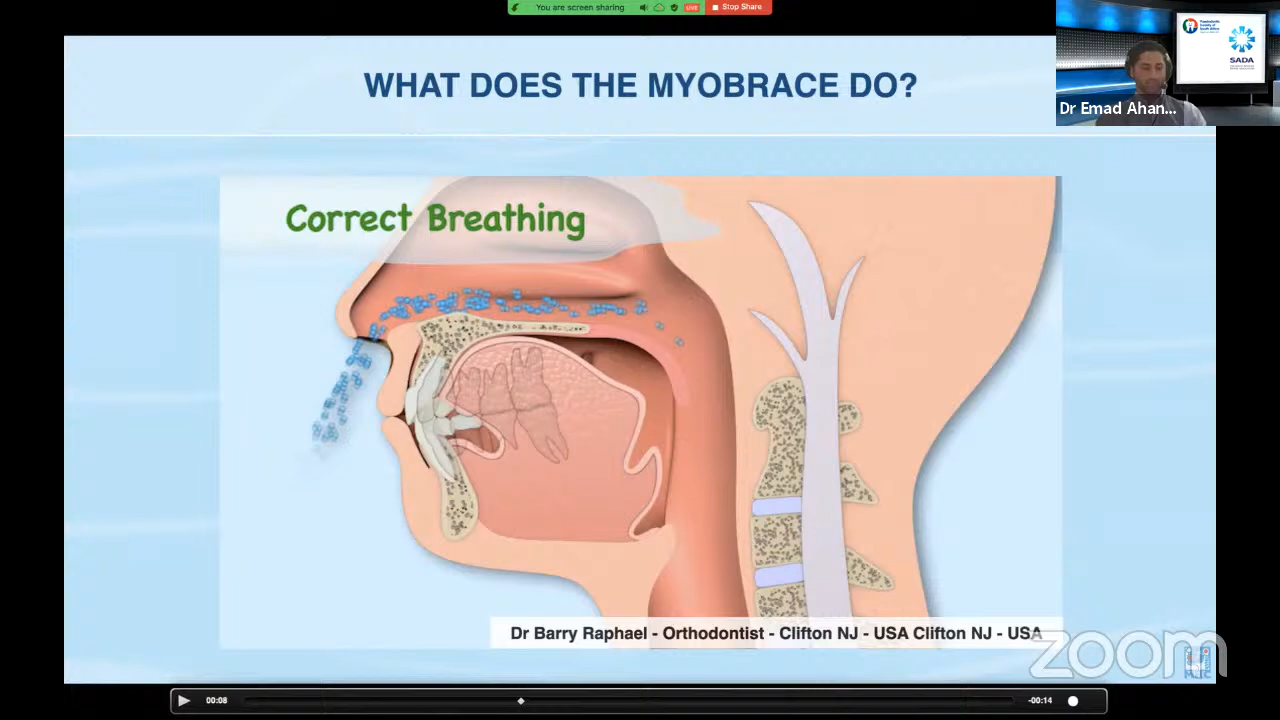 You are screen sharing
LIVE
Stop Share
WHAT DOES THE MYOBRACE DO?
SADA
Dr Emad Ahan...
Correct Breathing
Dr Barry Raphael - Orthodontist - Clifton NJ - USA Clifton NJ - USA
zoom
00:08
-00:14